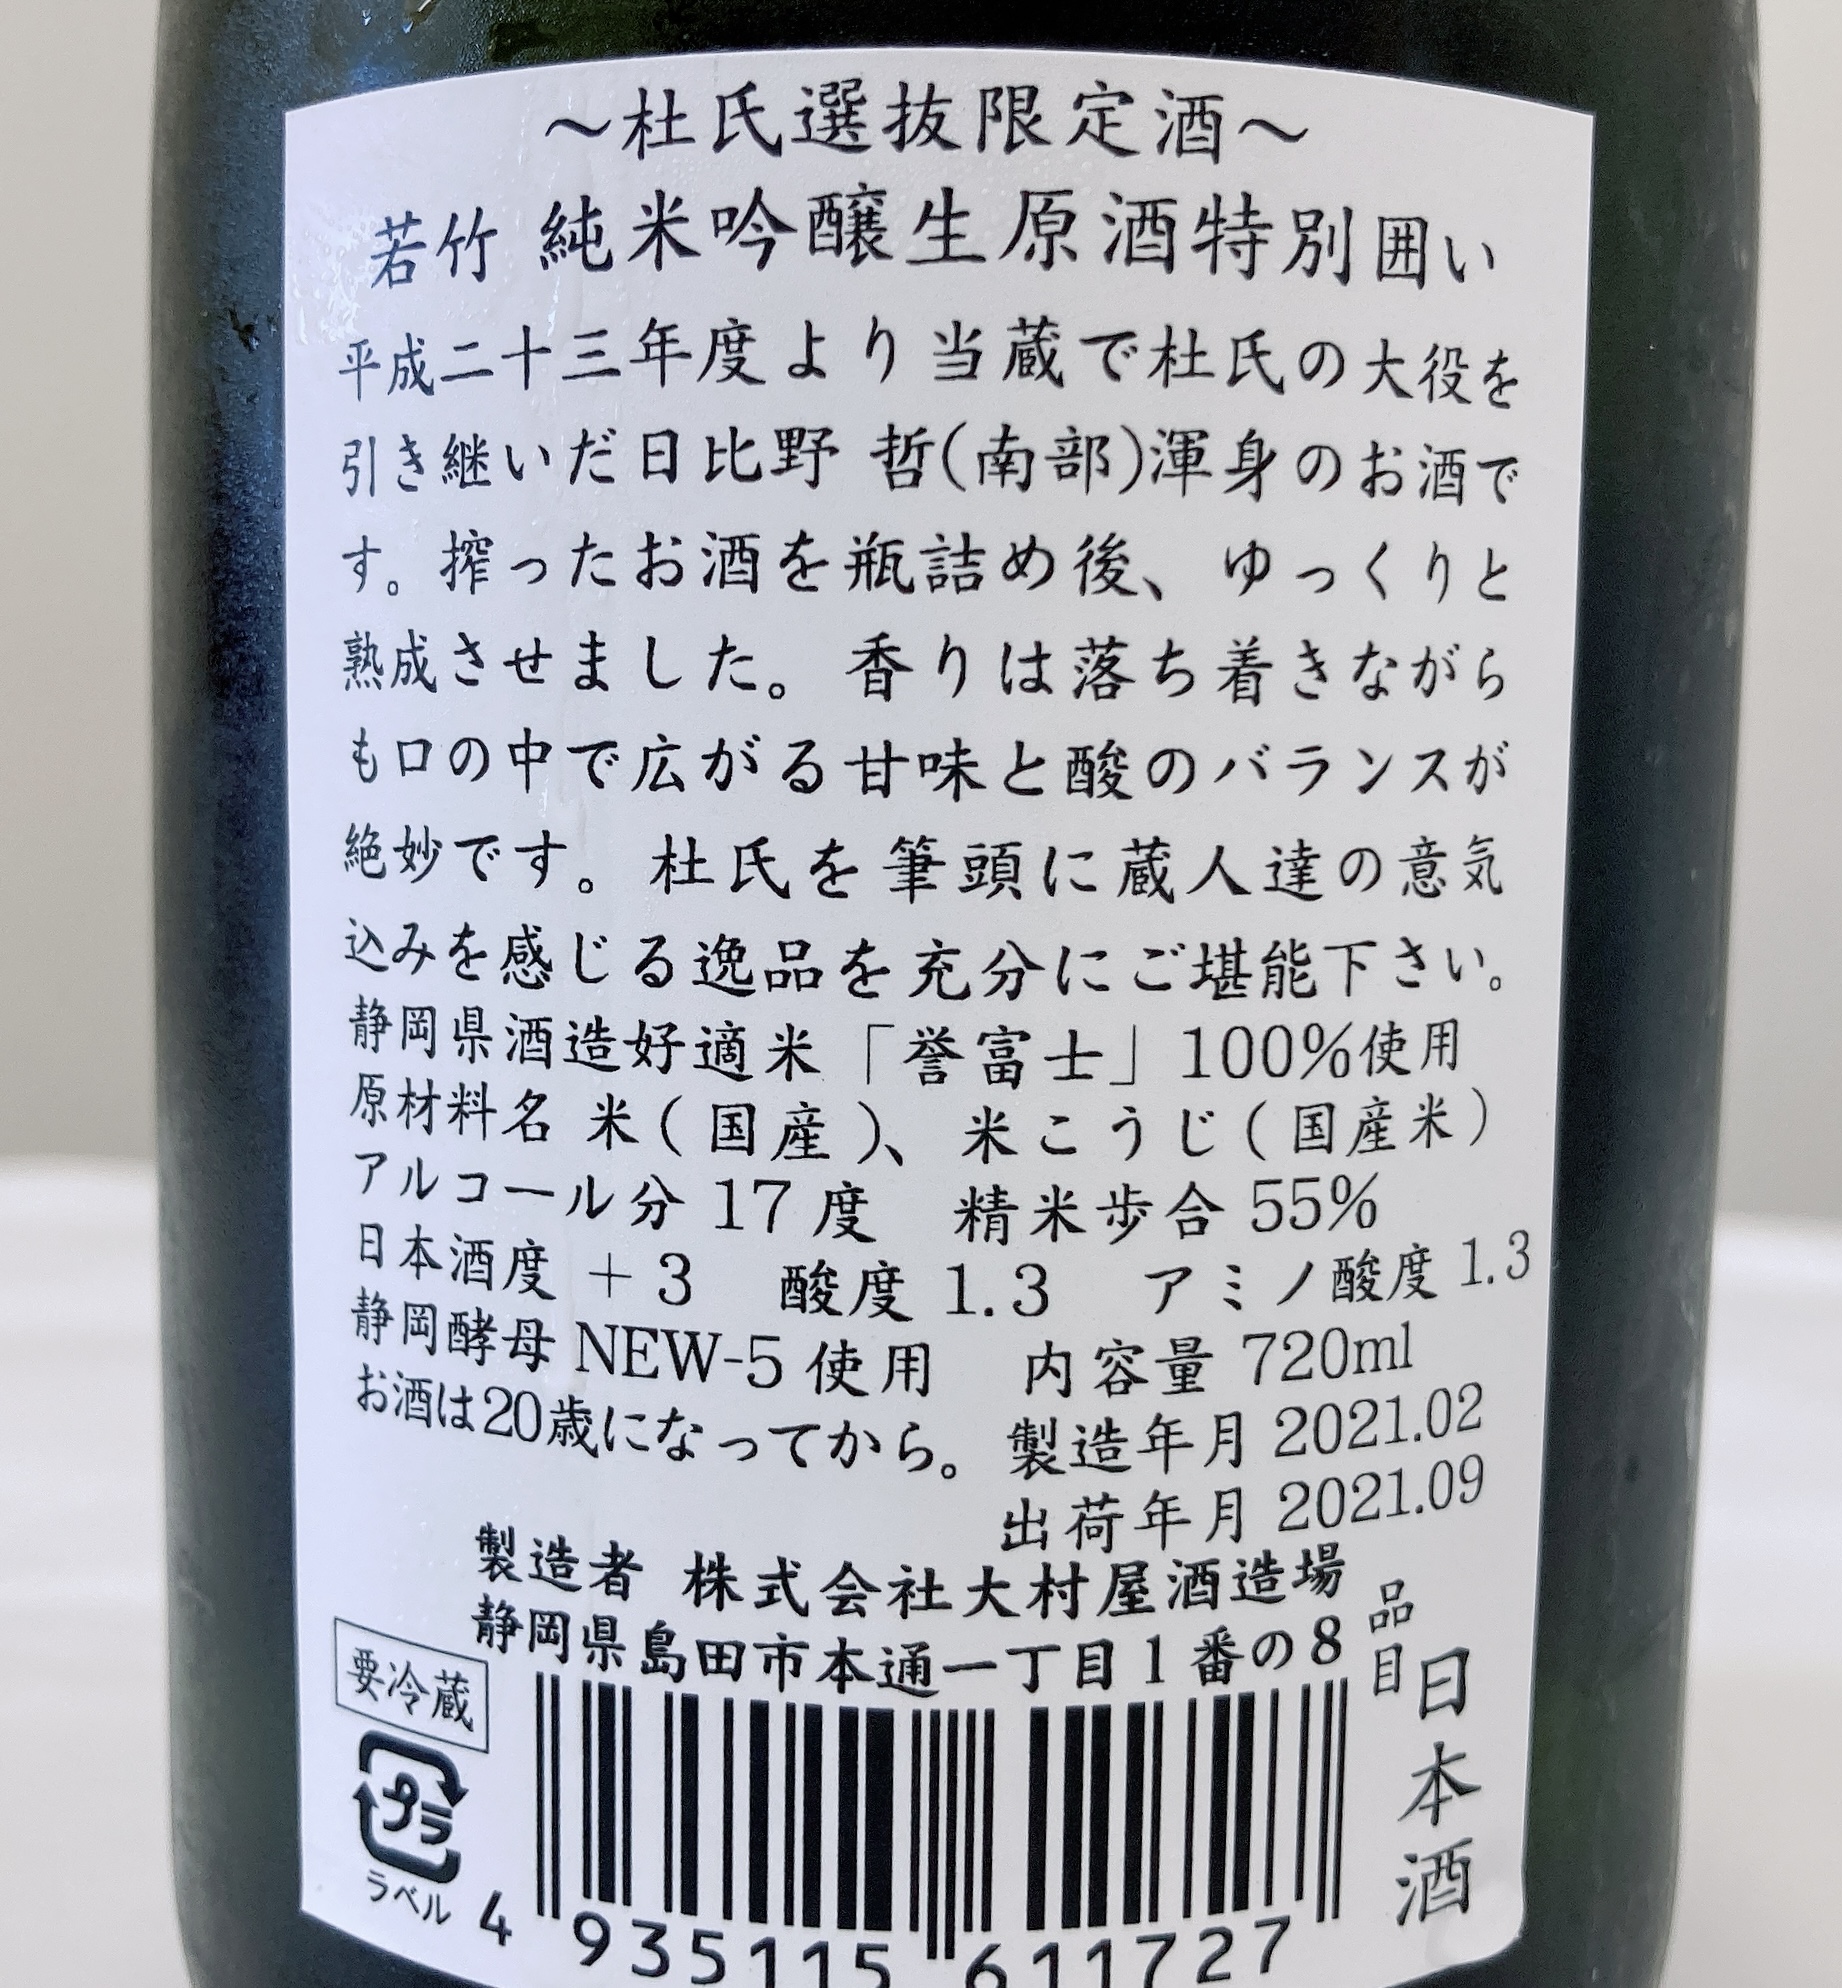 ～杜氏選抜限定酒～
若竹 純米吟醸生原酒特別囲い
平成二十三年度より当蔵で杜氏の大役を
引き継いだ日比野 哲(南部)渾身のお酒で
す。搾ったお酒を瓶詰め後、ゆっくりと
熟成させました。香りは落ち着きながら
も口の中で広がる甘味と酸のバランスが
絶妙です。杜氏を筆頭に蔵人達の意気
込みを感じる逸品を充分にご堪能下さい。
静岡県酒造好適米「誉富士」100%使用
原材料名 米(国産)、米こうじ(国産米)
アルコール分 17 度　精米歩合 55%
日本酒度 +3　酸度 1.3　アミノ酸度 1.3
静岡酵母 NEW-5 使用　内容量 720ml
お酒は20歳になってから。製造年月 2021.02
出荷年月 2021.09
製造者 株式会社大村屋酒造場
静岡県島田市本通一丁目1番の8
品目
日本酒
要冷蔵
プラ
ラベル
4 935115 611727